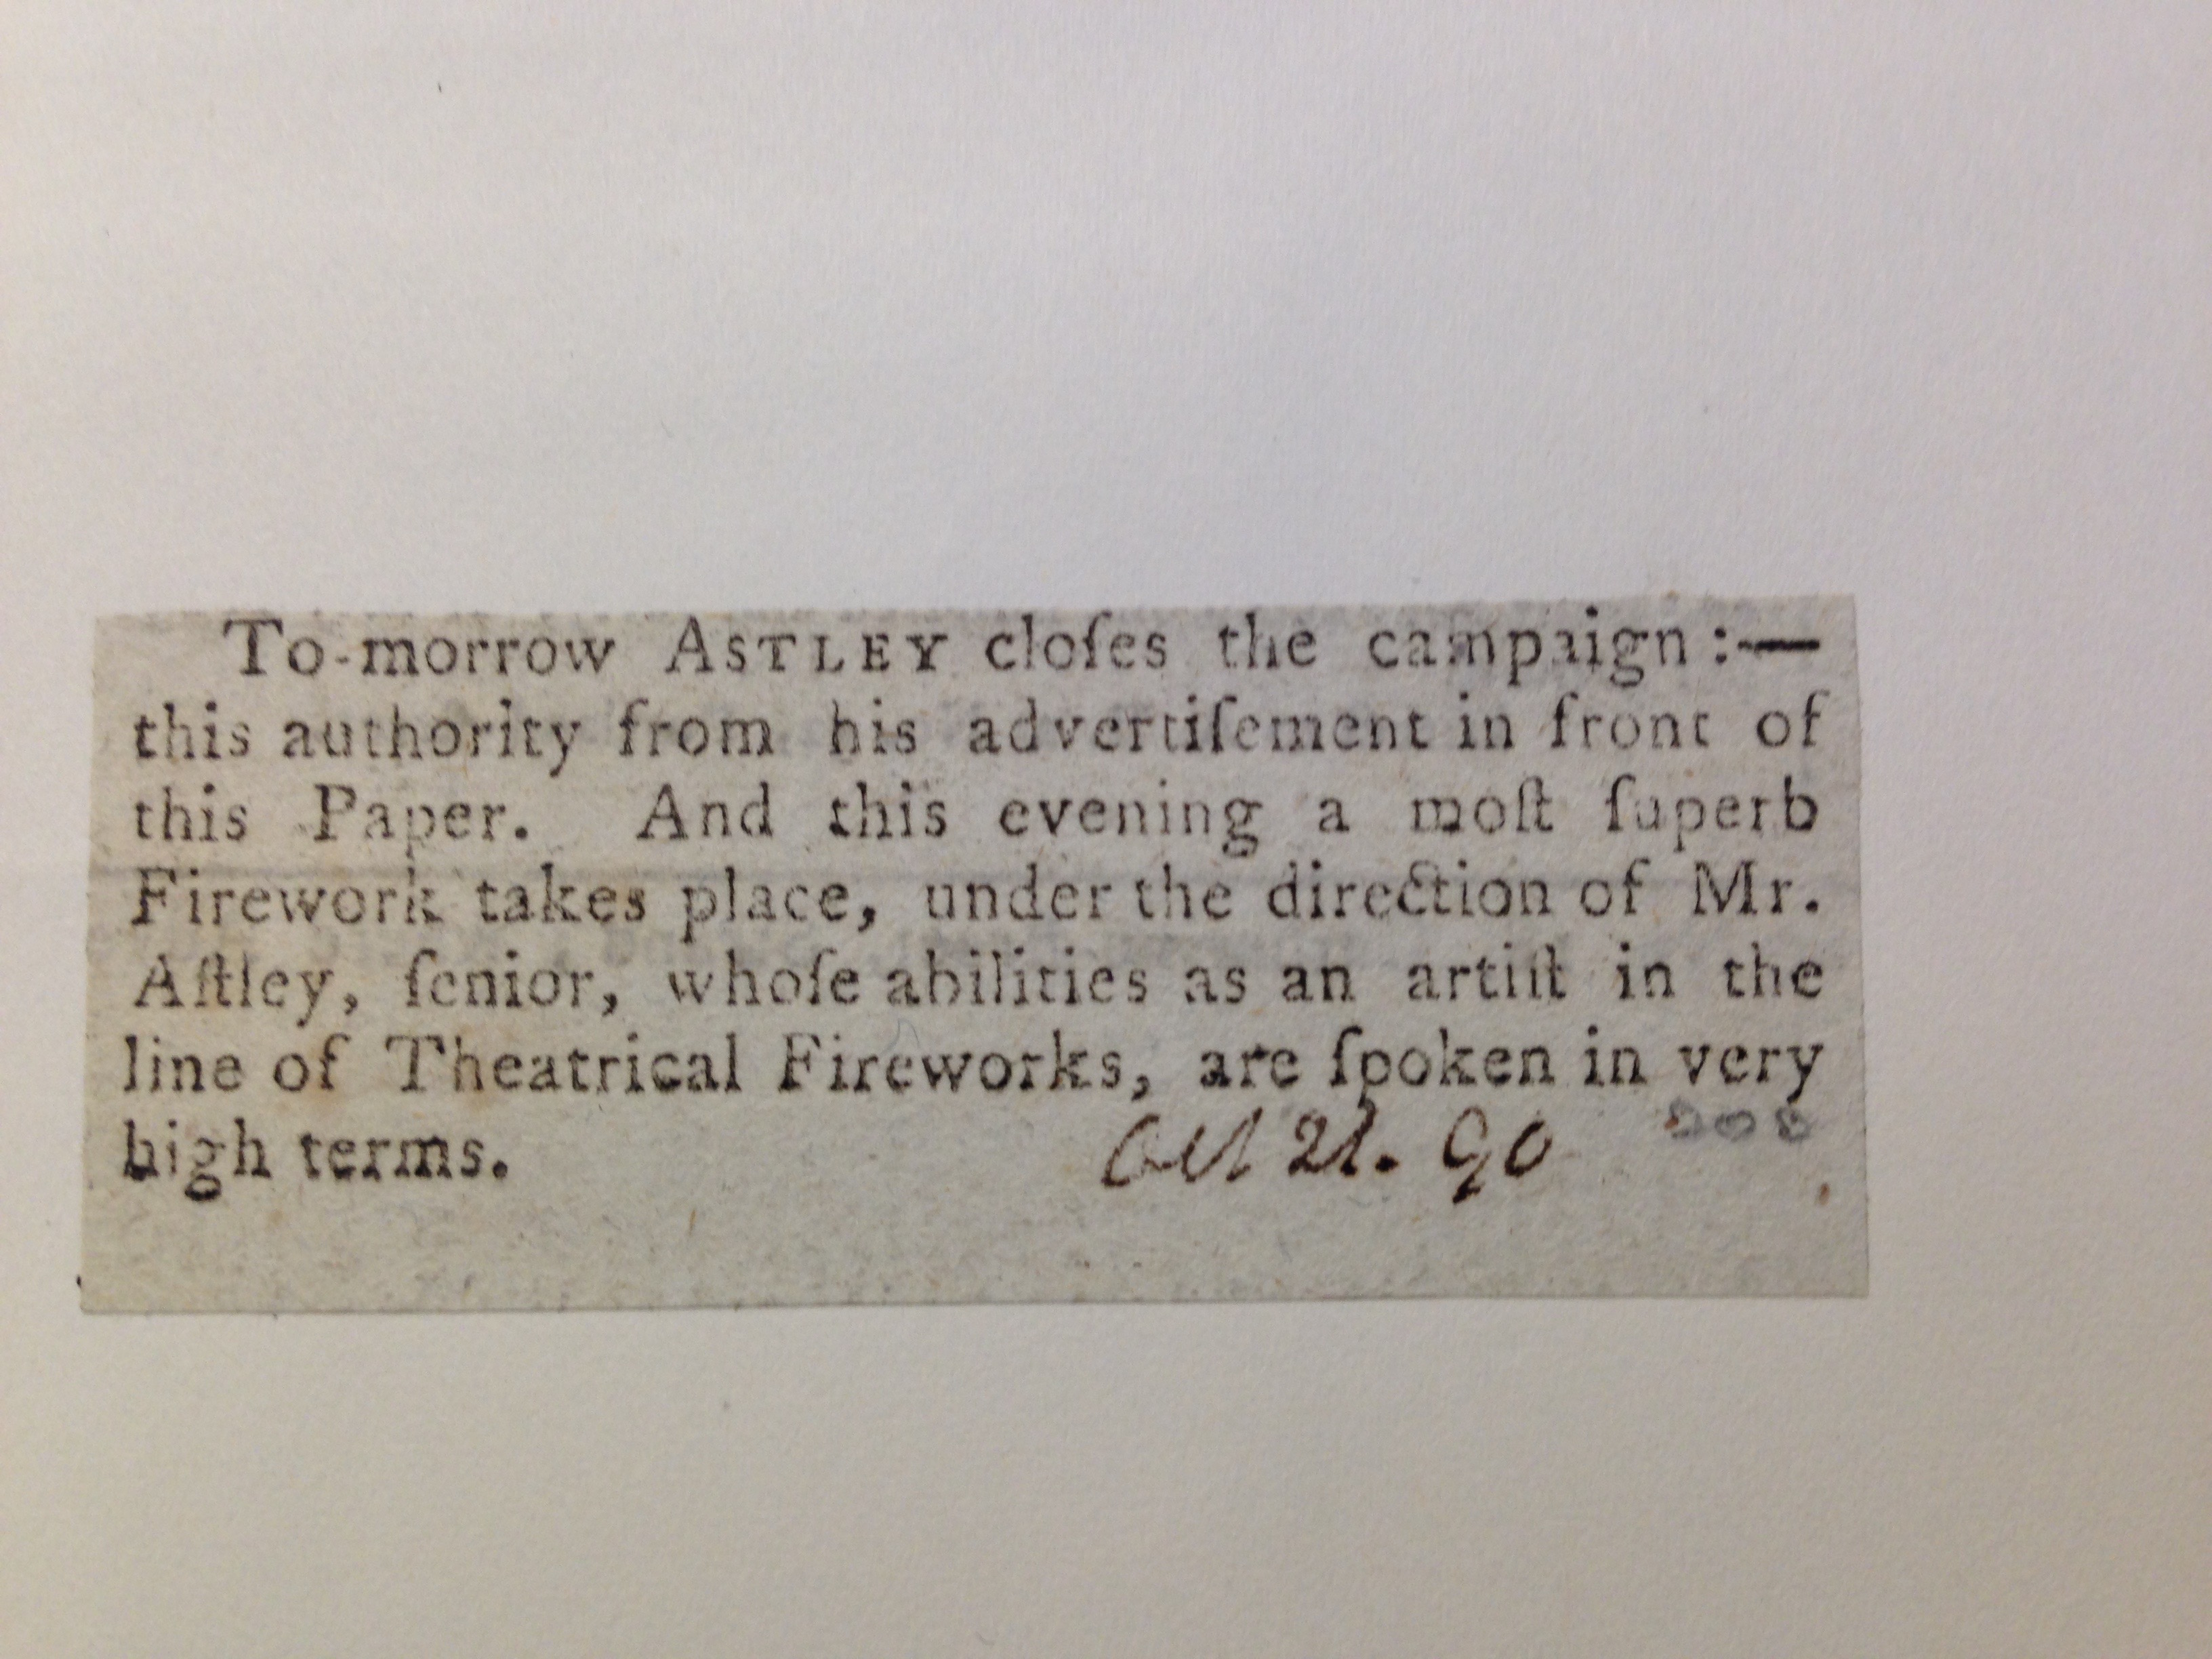 To-morrow ASTLEY cloſes the campaign:—
this authority from his advertiſement in front of
this Paper. And this evening a moſt ſuperb
Firework takes place, under the direction of Mr.
Aſtley, ſenior, whoſe abilities as an artiſt in the
line of Theatrical Fireworks, are ſpoken in very
high terms.
Oct 21. 90